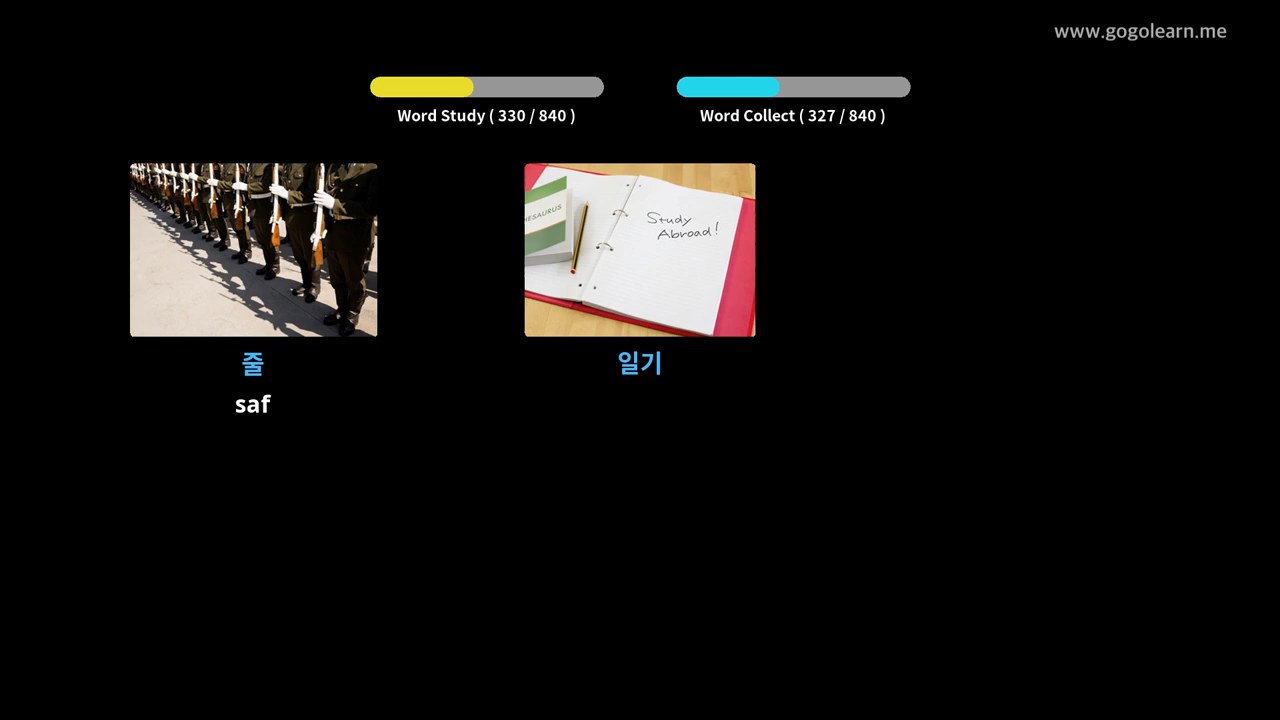 www.gogolearn.me
Word Study ( 330 / 840 )
Word Collect ( 327 / 840 )
HESAURUS
Study
Abroad!
줄
일기
saf